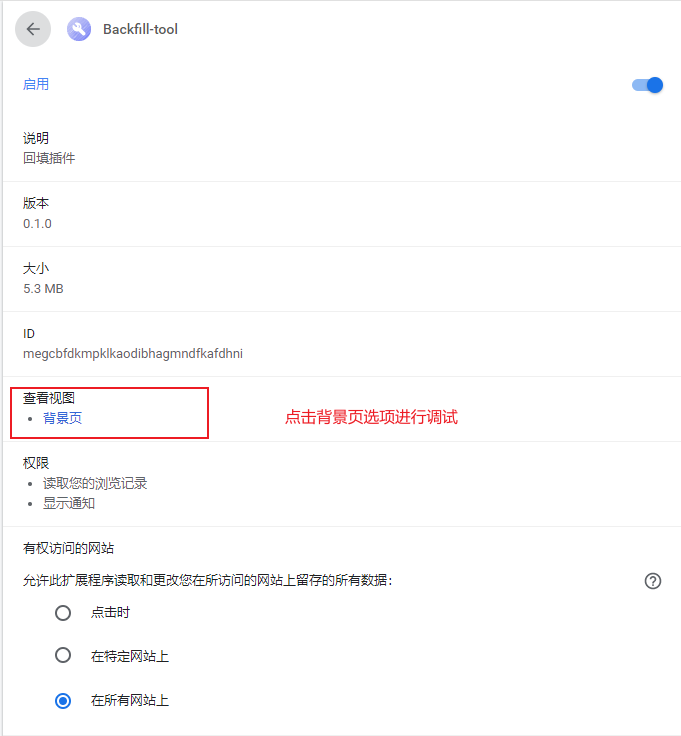 Backfill-tool
启用
说明
回填插件
版本
0.1.0
大小
5.3 MB
ID
megcbfdkmpklkaodibhagmndfkafdhni
查看视图
背景页
点击背景页选项进行调试
权限
读取您的浏览记录
显示通知
有权访问的网站
允许此扩展程序读取和更改您在所访问的网站上留存的所有数据：
点击时
在特定网站上
在所有网站上